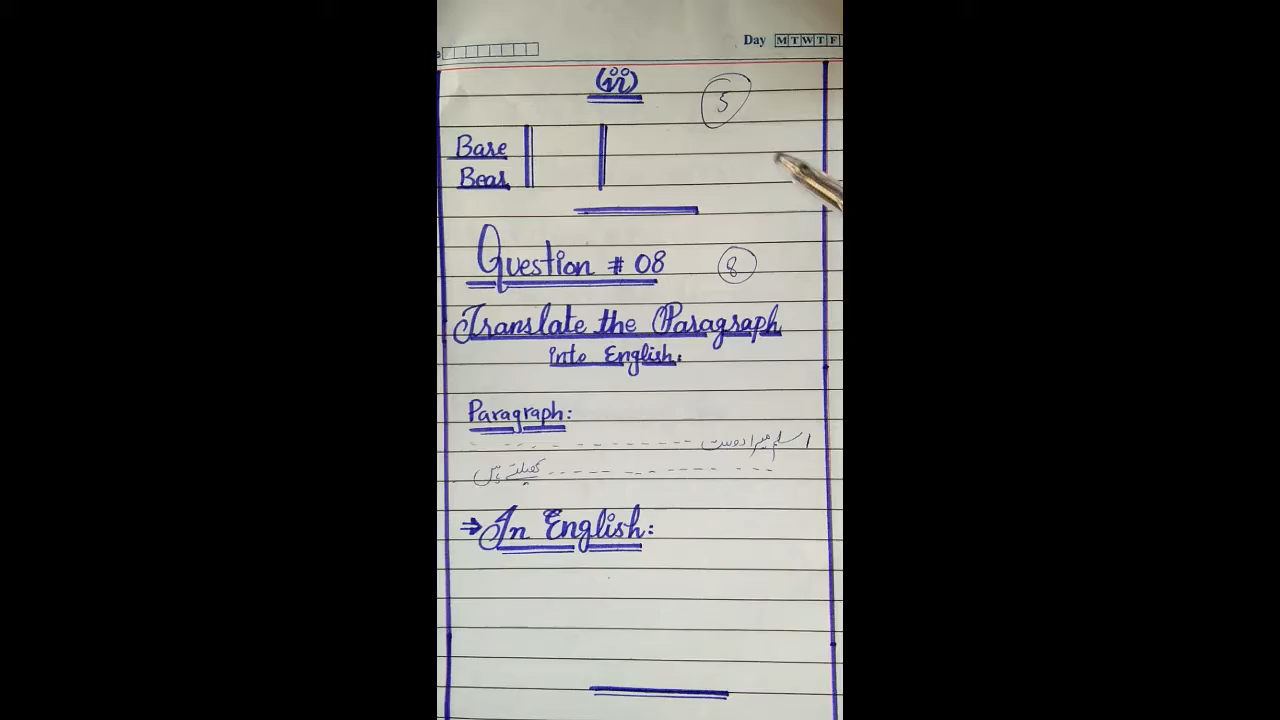 Day M T W T F
(ii)
5
Bare
Bear
Question # 08
8
Translate the Paragraph
into English.
Paragraph:
اسلم میرا دوست - - - - - - - - - - - - -
- - - - - - - - - - - - - کھیلتے ہیں
⇒ In English: